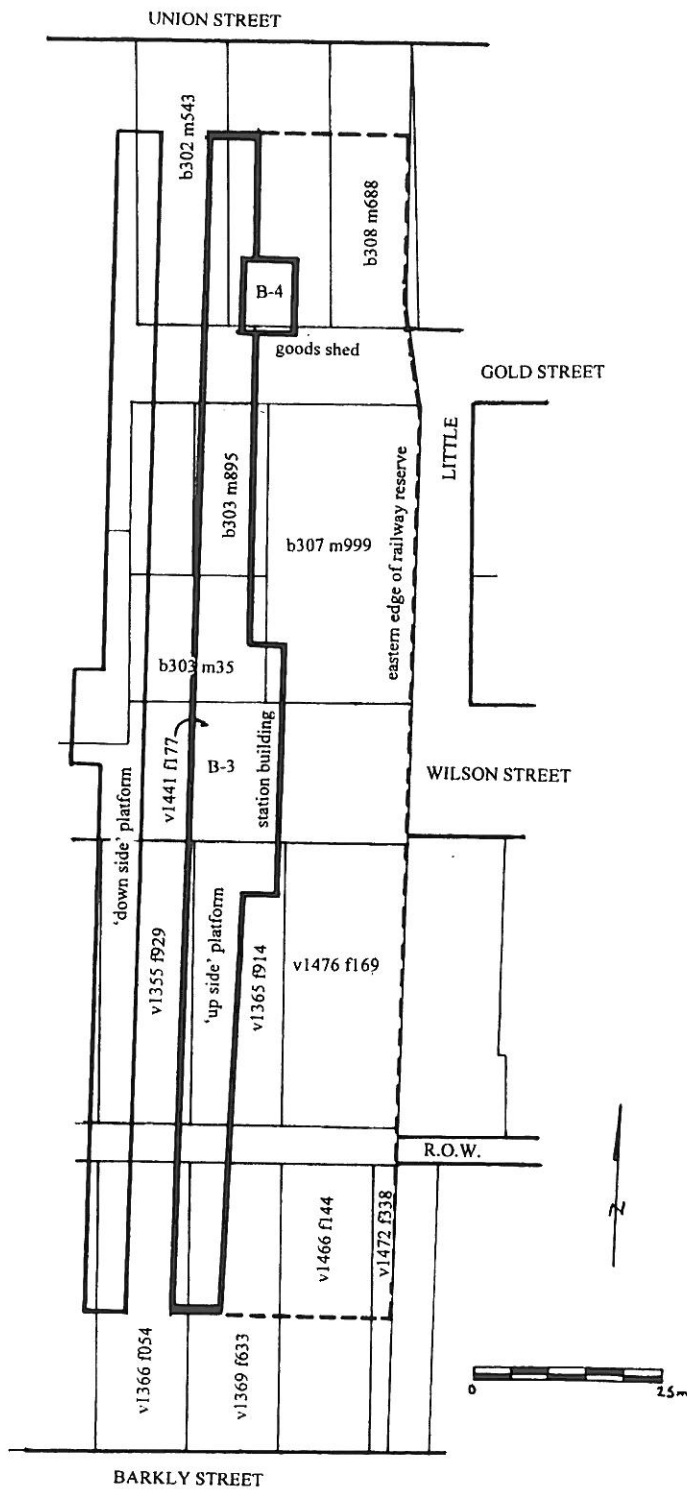 UNION STREET
b302 m543
b308 m688
B-4
goods shed
GOLD STREET
LITTLE
b303 m895
eastern edge of railway reserve
b307 m999
b303 m35
v1441 f177
B-3
station building
WILSON STREET
'down side' platform
v1355 f929
'up side' platform
v1365 f914
v1476 f169
R.O.W.
v1466 f144
v1472 f338
N
v1366 f054
v1369 f633
0 25m
BARKLY STREET